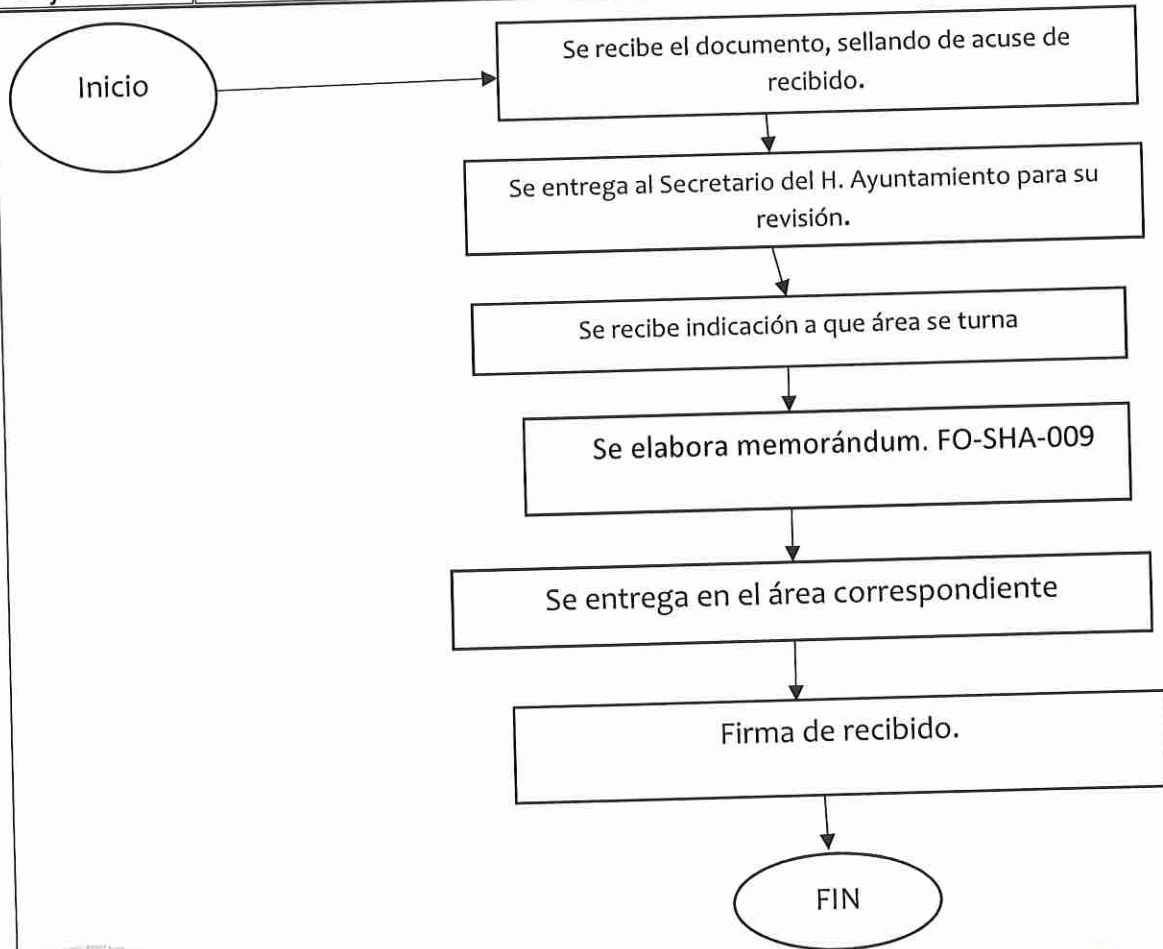 Inicio
Se recibe el documento, sellando de acuse de
recibido.
Se entrega al Secretario del H. Ayuntamiento para su
revisión.
Se recibe indicación a que área se turna
Se elabora memorándum. FO-SHA-009
Se entrega en el área correspondiente
Firma de recibido.
FIN